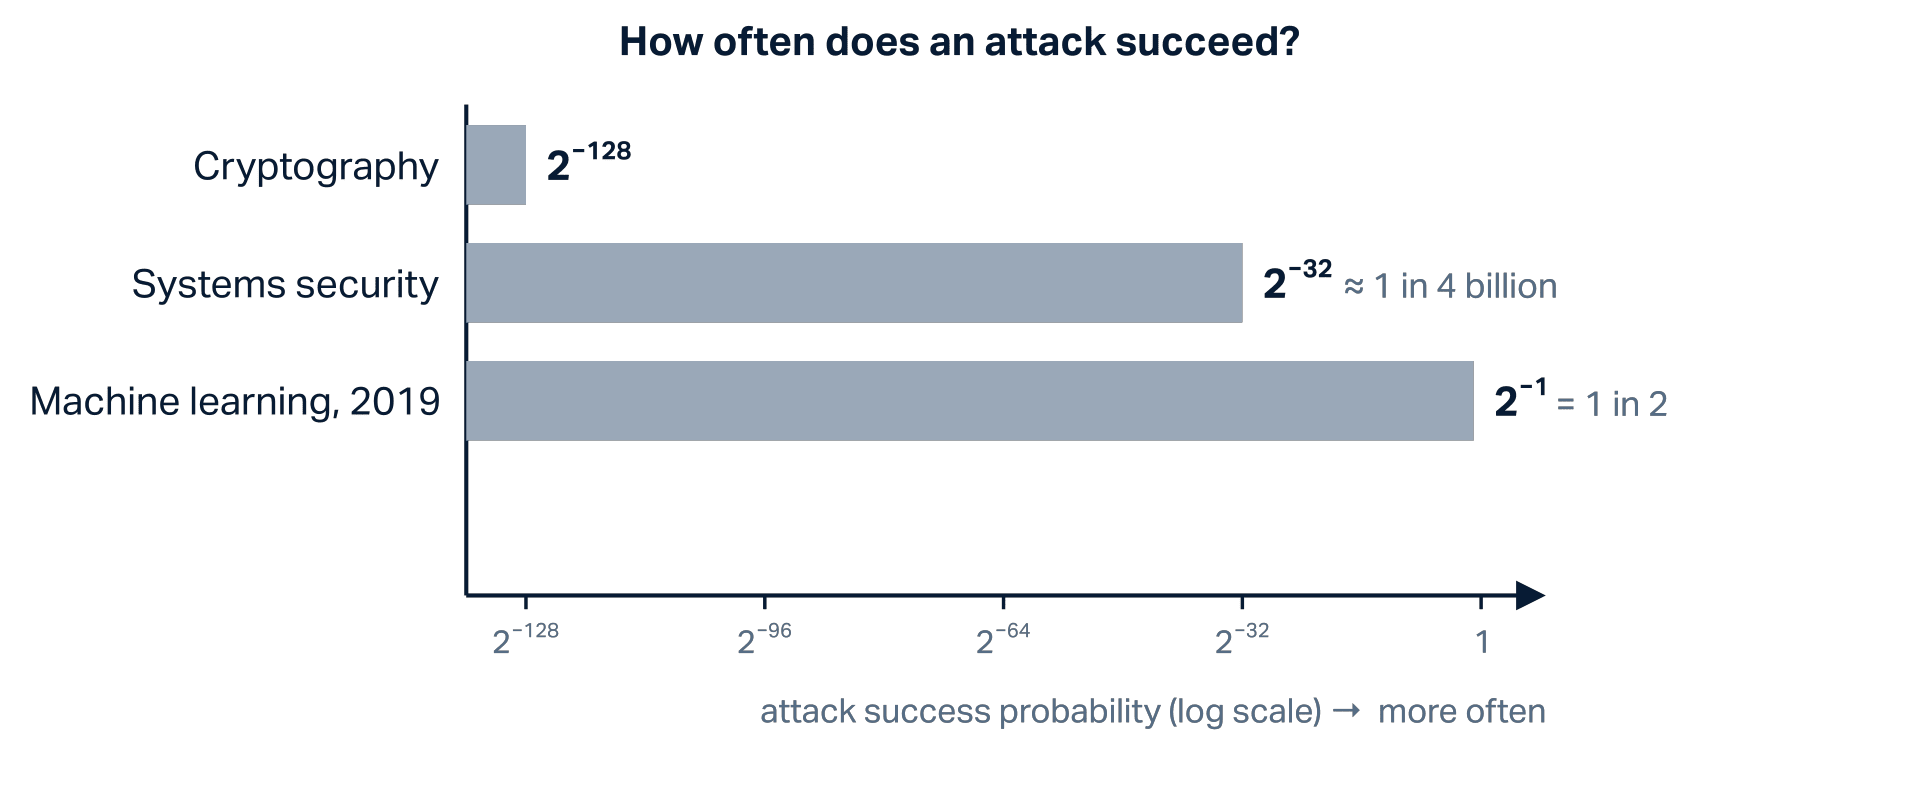 How often does an attack succeed?
Cryptography 2⁻¹²⁸
Systems security 2⁻³² ≈ 1 in 4 billion
Machine learning, 2019 2⁻¹ = 1 in 2
2⁻¹²⁸ 2⁻⁹⁶ 2⁻⁶⁴ 2⁻³² 1
attack success probability (log scale) → more often